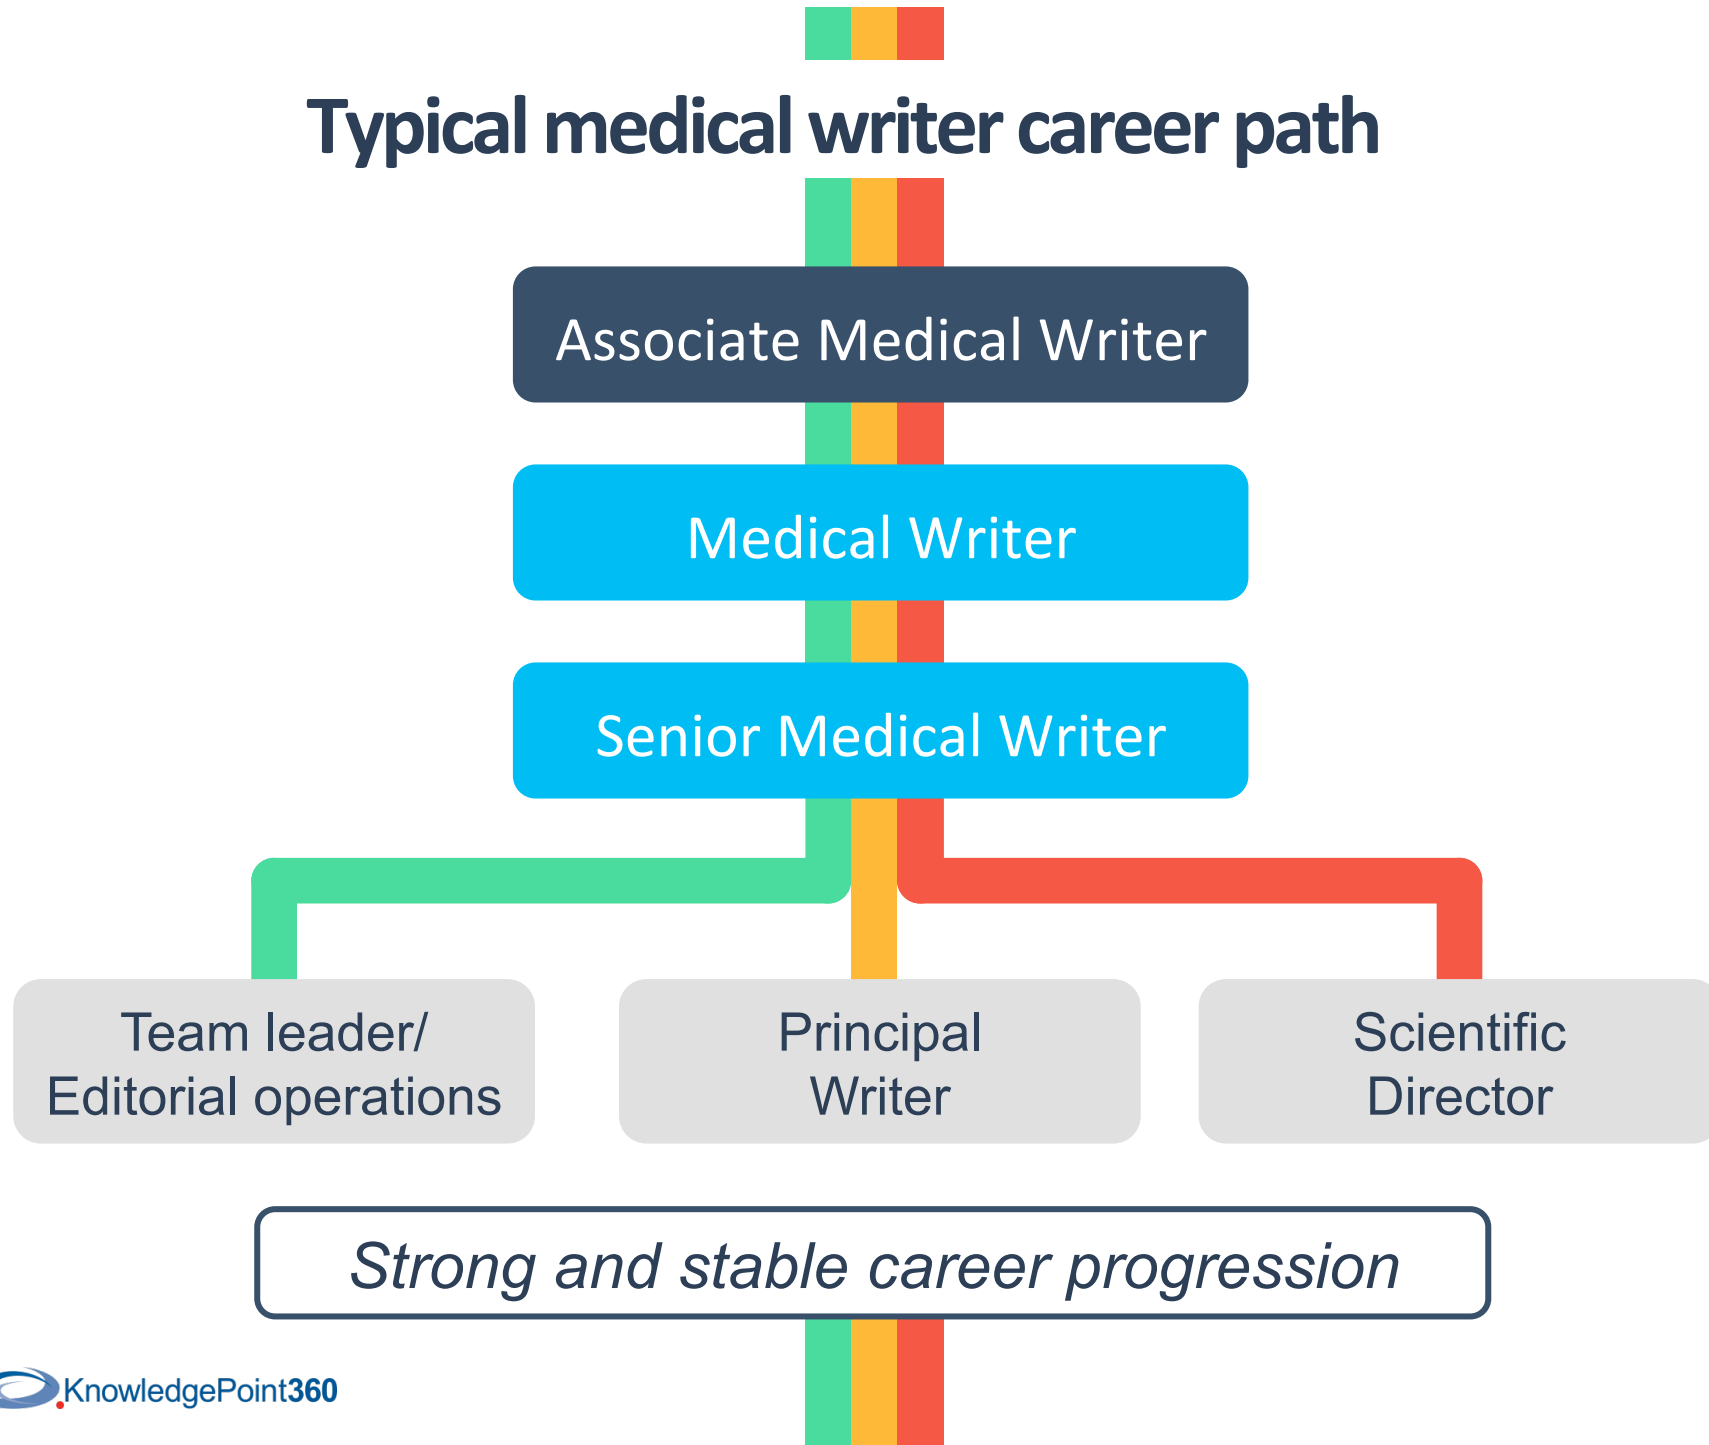 Typical medical writer career path
Associate Medical Writer
Medical Writer
Senior Medical Writer
Team leader/
Editorial operations
Principal
Writer
Scientific
Director
Strong and stable career progression
KnowledgePoint360